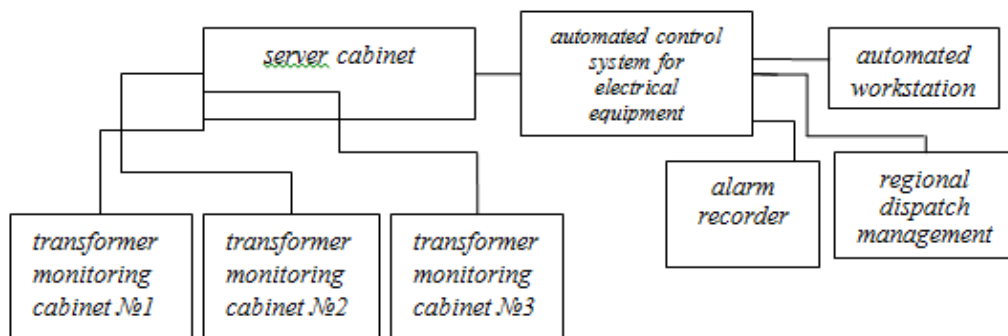 server cabinet
automated control
system for
electrical
equipment
automated
workstation
alarm
recorder
regional
dispatch
management
transformer
monitoring
cabinet №1
transformer
monitoring
cabinet №2
transformer
monitoring
cabinet №3